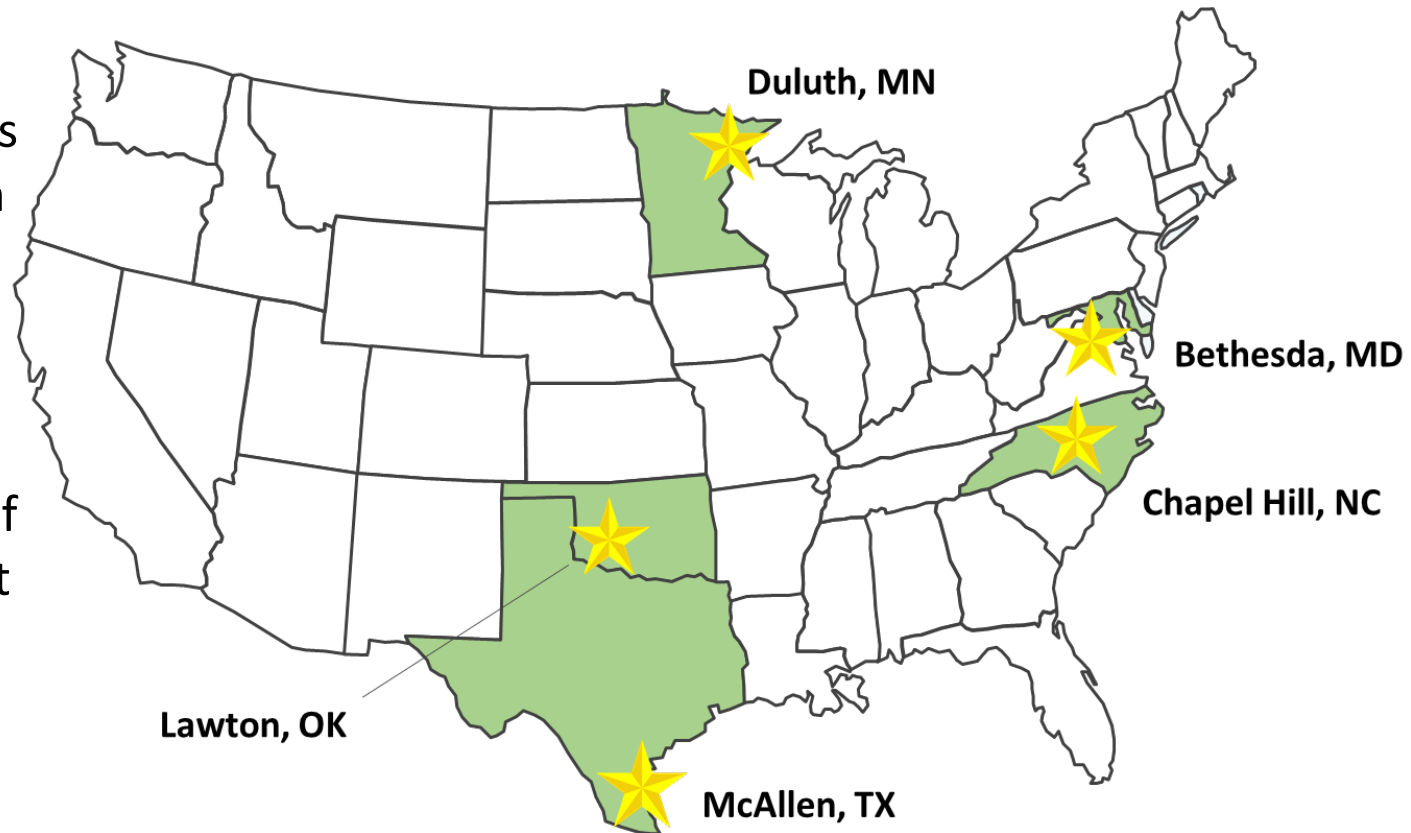 Duluth, MN
Bethesda, MD
Chapel Hill, NC
Lawton, OK
McAllen, TX